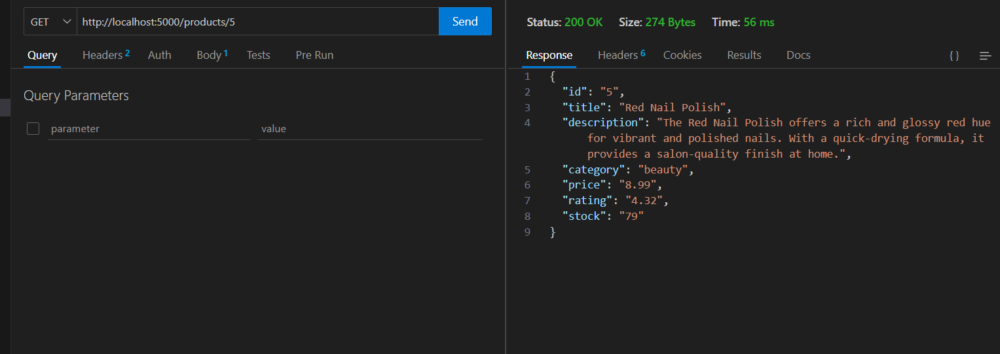 GET http://localhost:5000/products/5 Send
Query Headers 2 Auth Body 1 Tests Pre Run
Query Parameters
parameter value
Status: 200 OK Size: 274 Bytes Time: 56 ms
Response Headers 6 Cookies Results Docs { }
1 {
2 "id": "5",
3 "title": "Red Nail Polish",
4 "description": "The Red Nail Polish offers a rich and glossy red hue
for vibrant and polished nails. With a quick-drying formula, it
provides a salon-quality finish at home.",
5 "category": "beauty",
6 "price": "8.99",
7 "rating": "4.32",
8 "stock": "79"
9 }